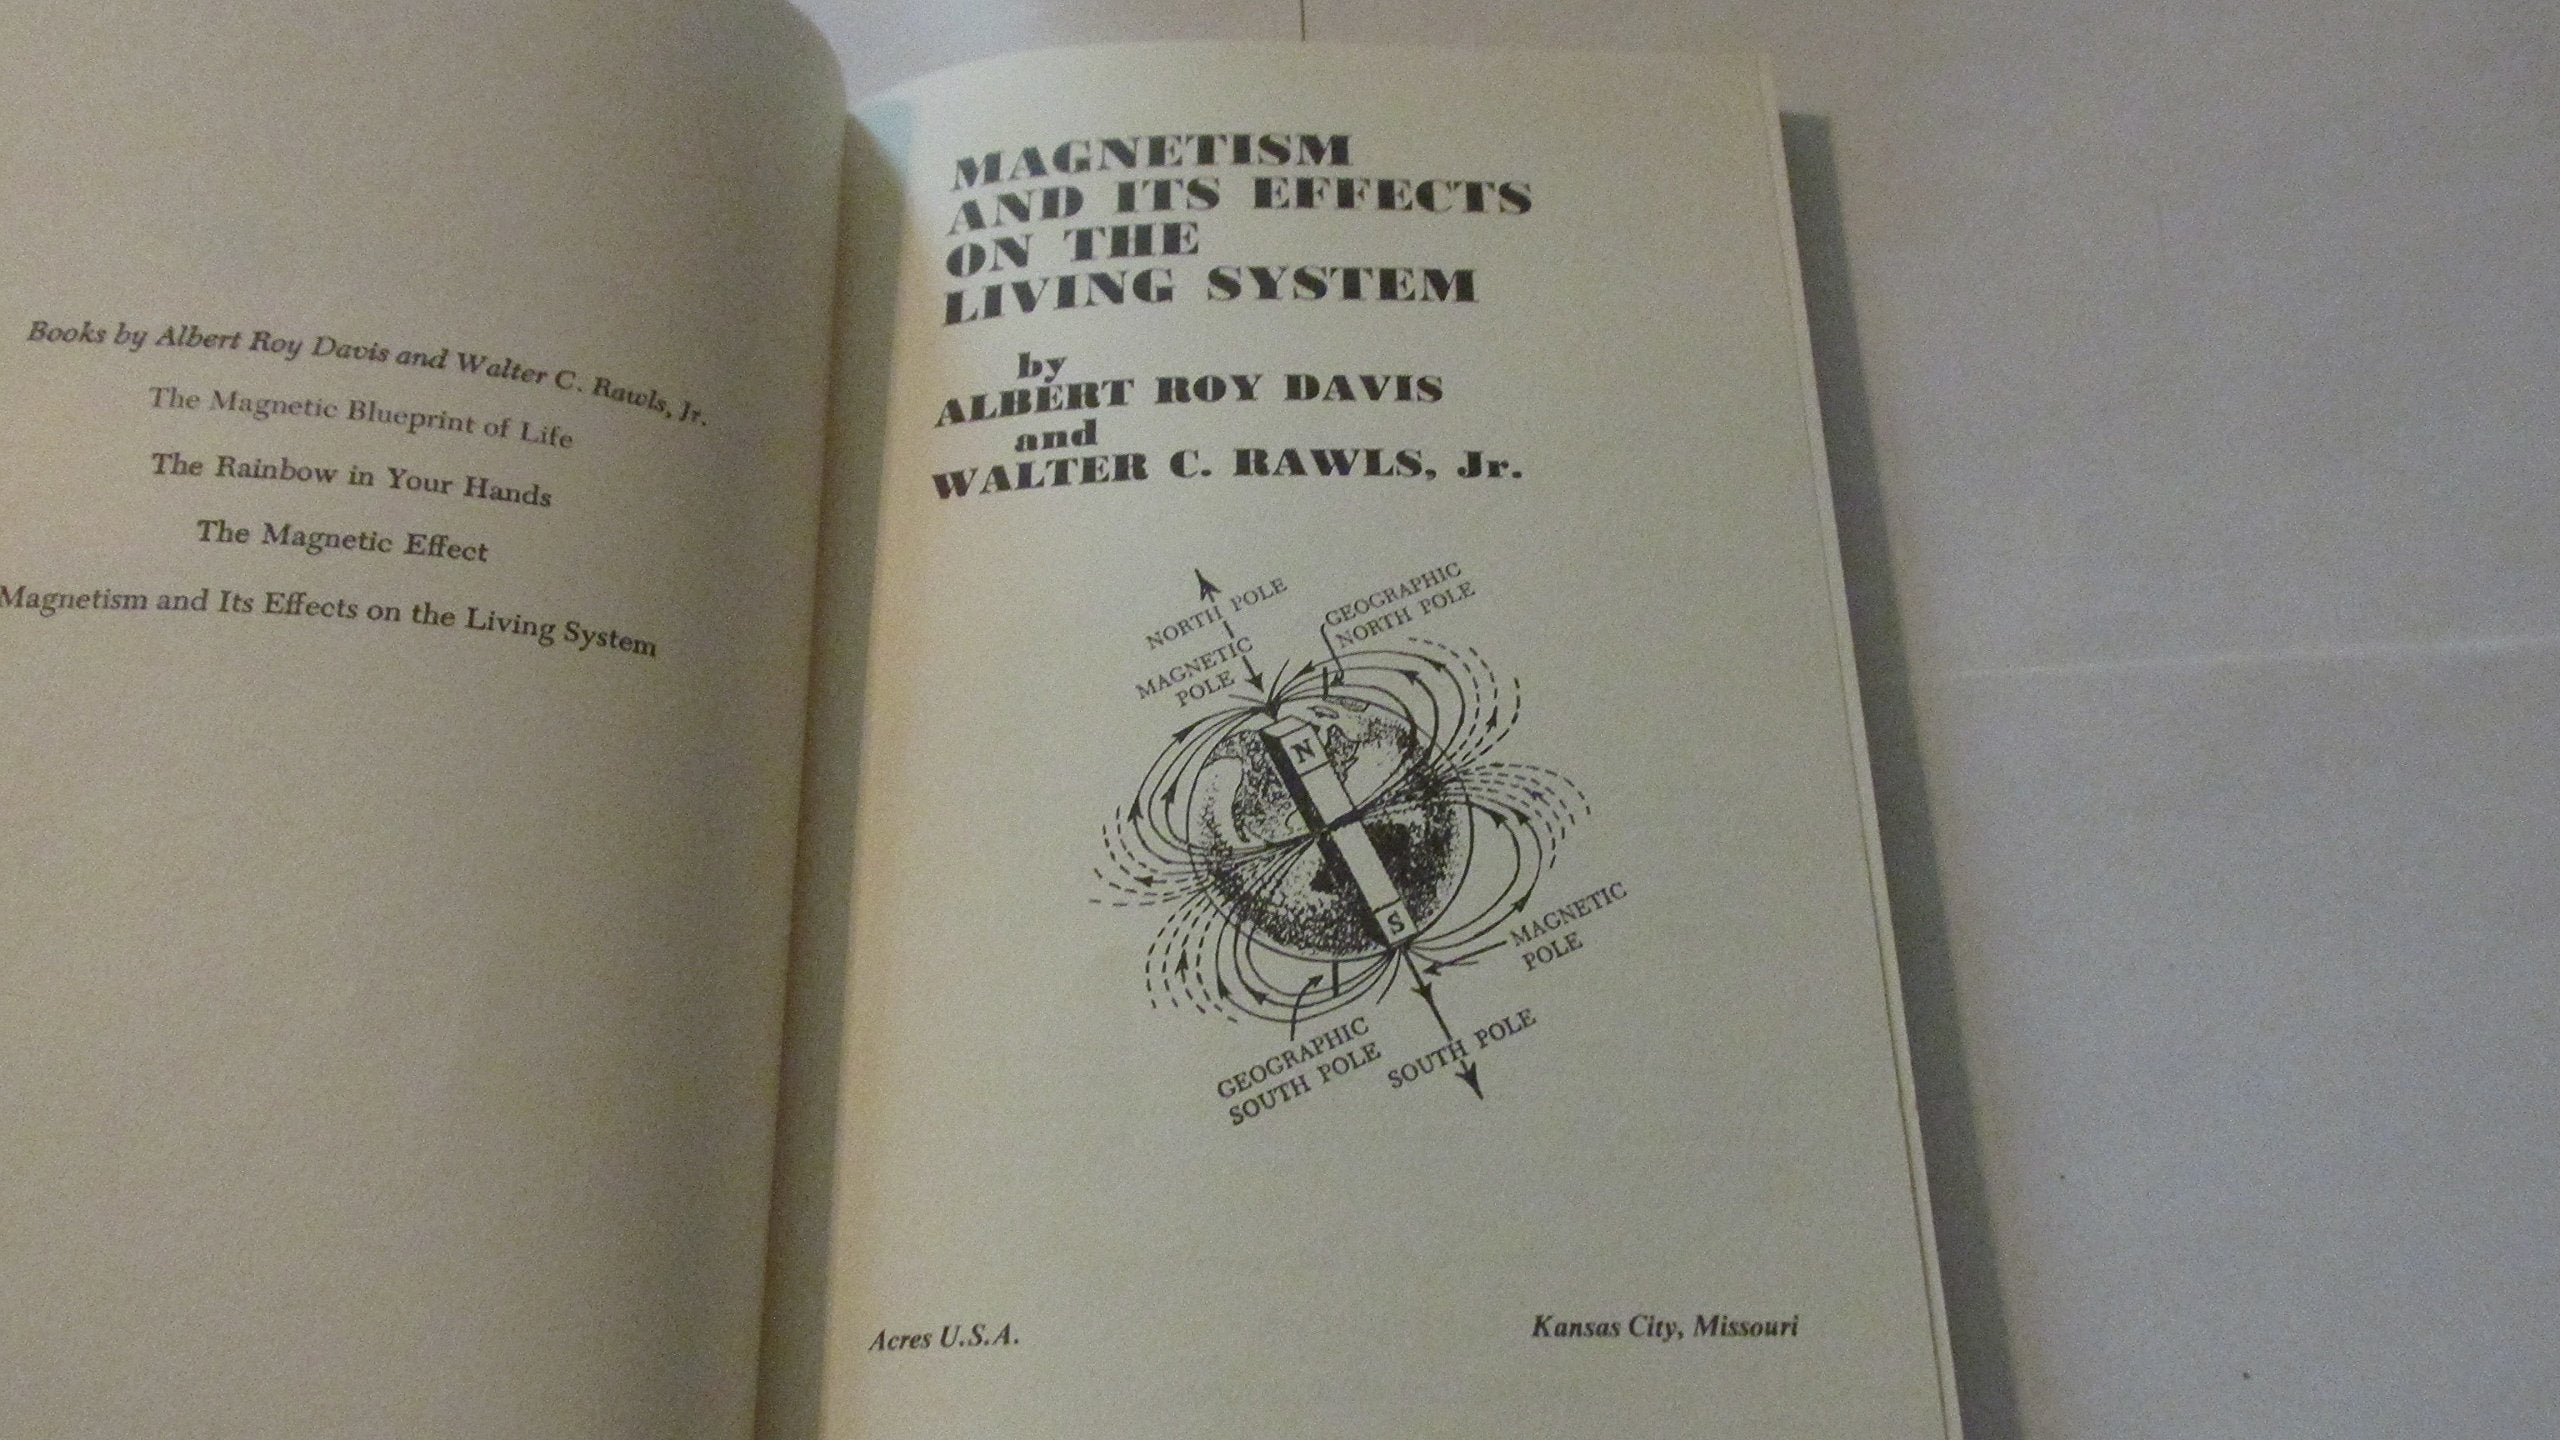 Books by Albert Roy Davis and Walter C. Rawls, Jr.
The Magnetic Blueprint of Life
The Rainbow in Your Hands
The Magnetic Effect
Magnetism and Its Effects on the Living System
MAGNETISM
AND ITS EFFECTS
ON THE
LIVING SYSTEM
by
ALBERT ROY DAVIS
and
WALTER C. RAWLS, Jr.
NORTH POLE
MAGNETIC
POLE
GEOGRAPHIC
NORTH POLE
N
S
MAGNETIC
POLE
GEOGRAPHIC
SOUTH POLE
SOUTH POLE
Acres U.S.A.
Kansas City, Missouri